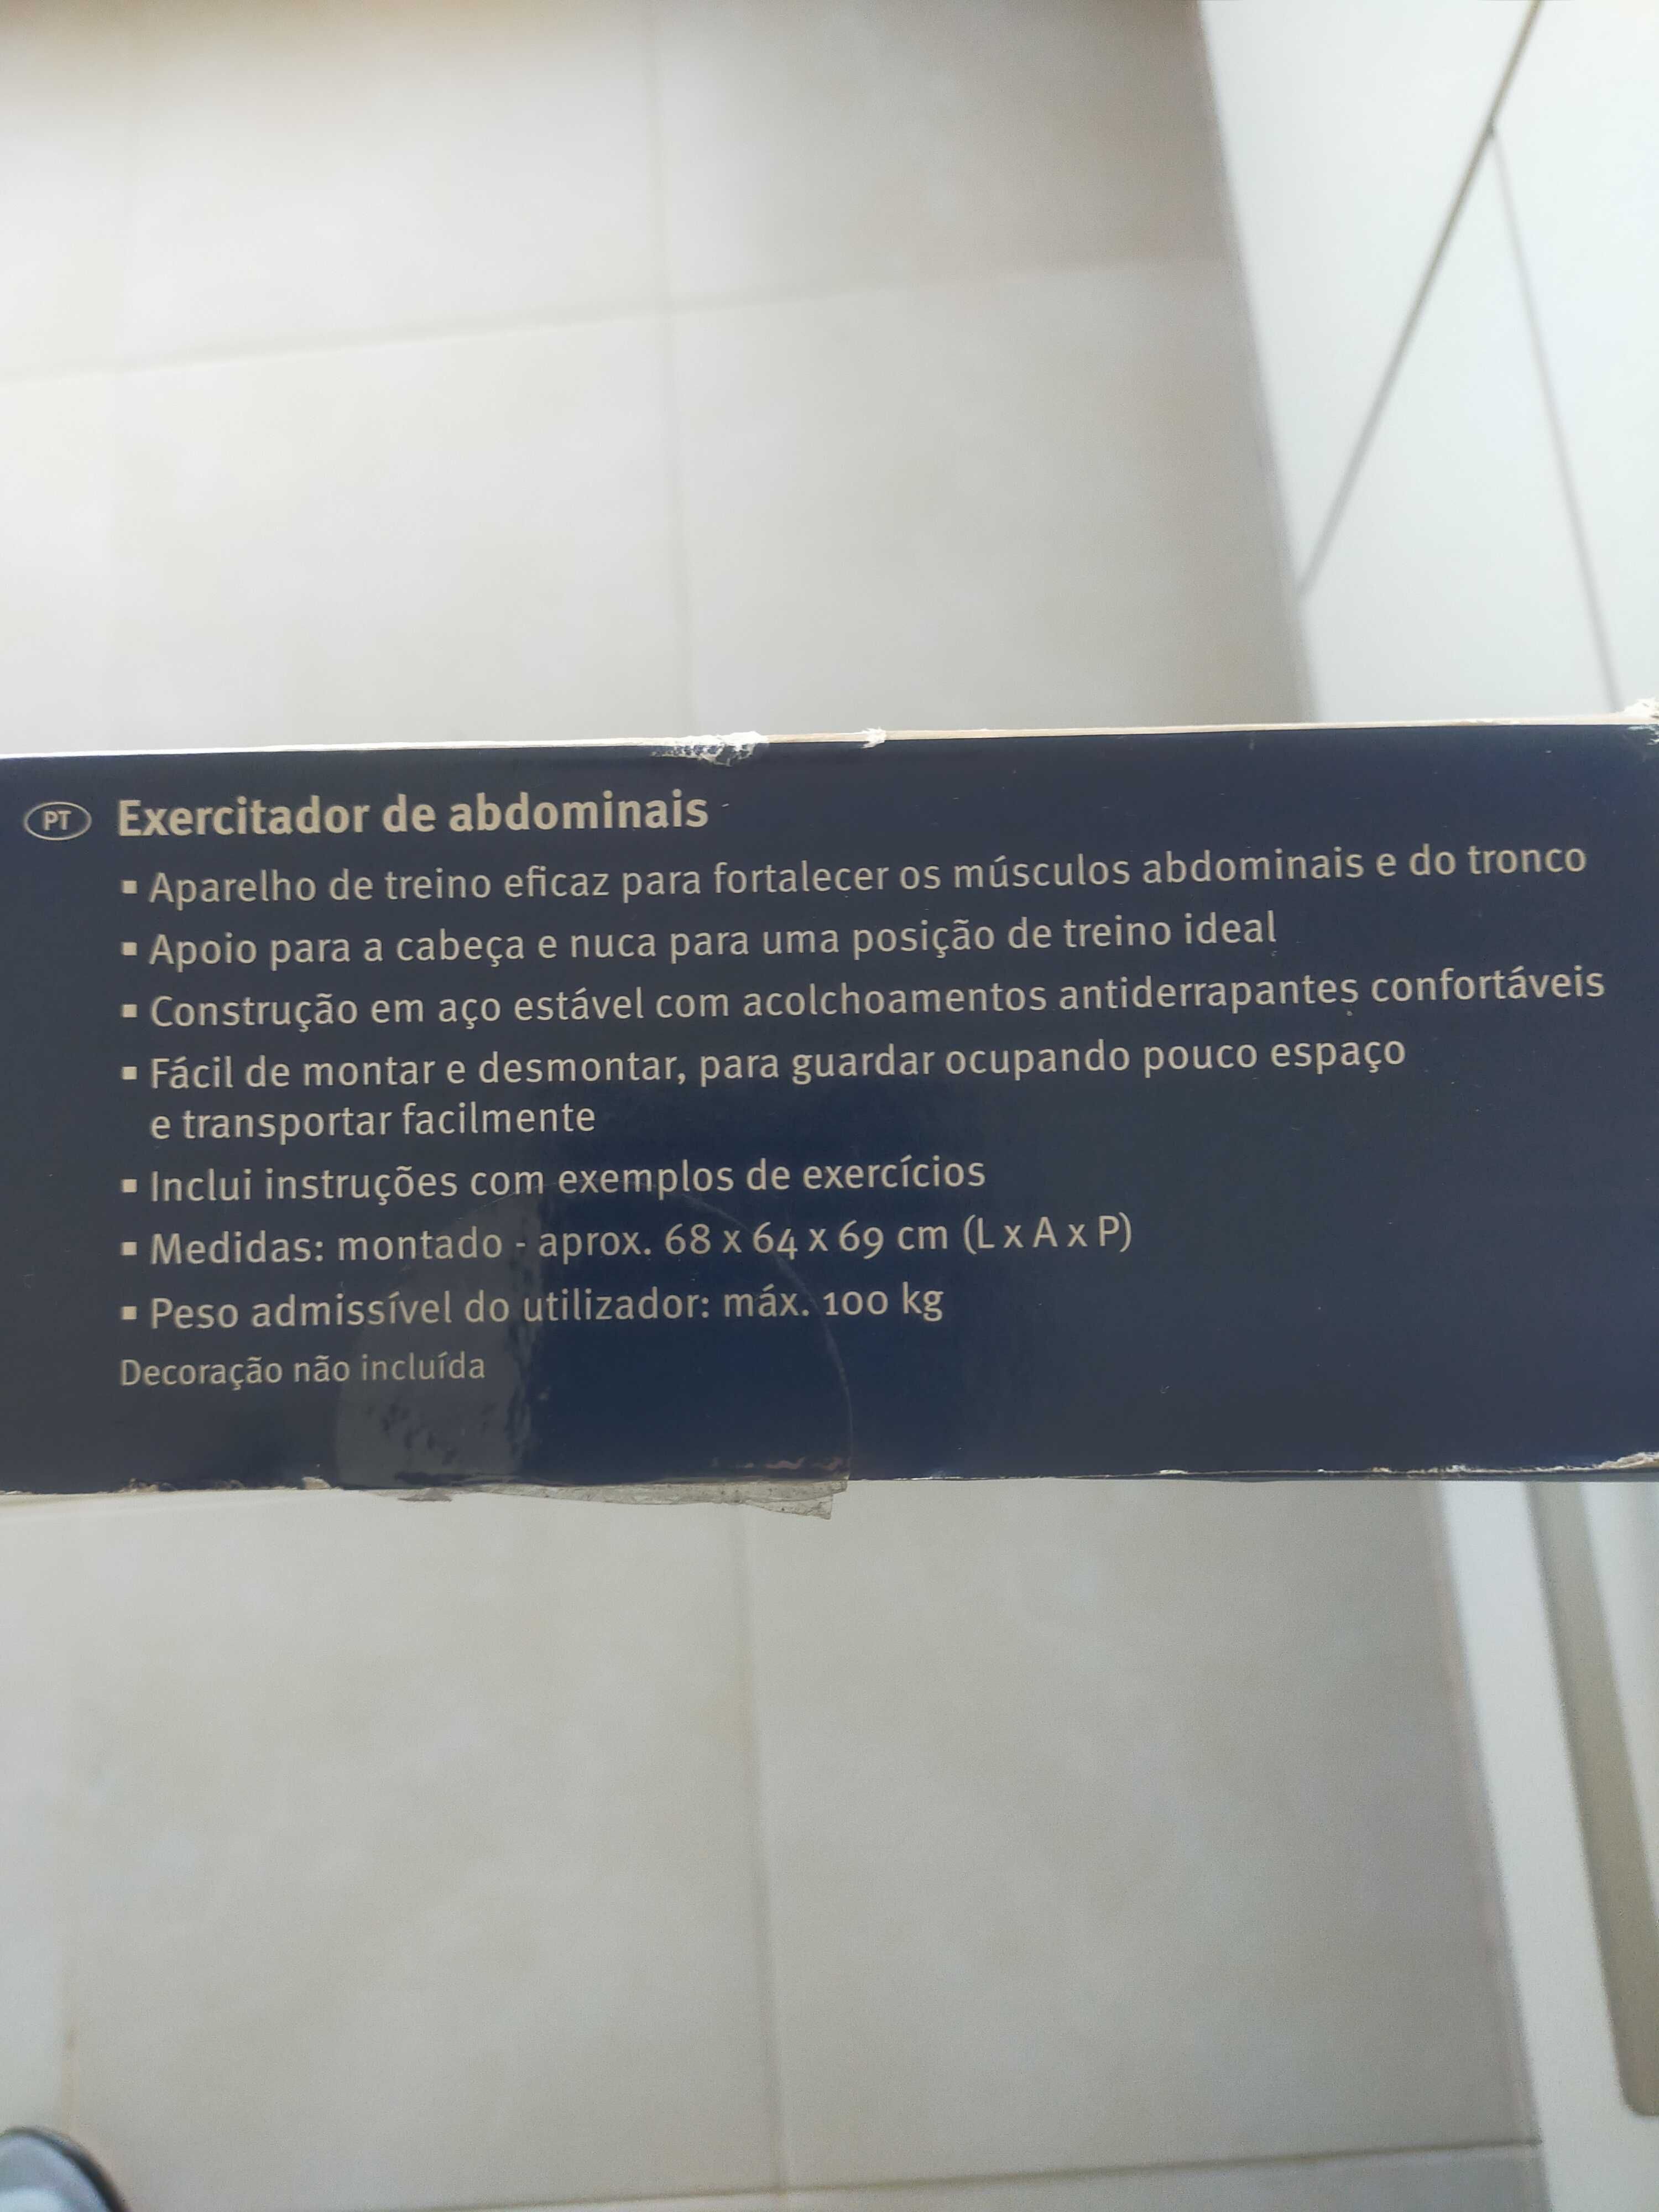 PT Exercitador de abdominais
▪ Aparelho de treino eficaz para fortalecer os músculos abdominais e do tronco
▪ Apoio para a cabeça e nuca para uma posição de treino ideal
▪ Construção em aço estável com acolchoamentos antiderrapantes confortáveis
▪ Fácil de montar e desmontar, para guardar ocupando pouco espaço
e transportar facilmente
▪ Inclui instruções com exemplos de exercícios
▪ Medidas: montado - aprox. 68 x 64 x 69 cm (L x A x P)
▪ Peso admissível do utilizador: máx. 100 kg
Decoração não incluída